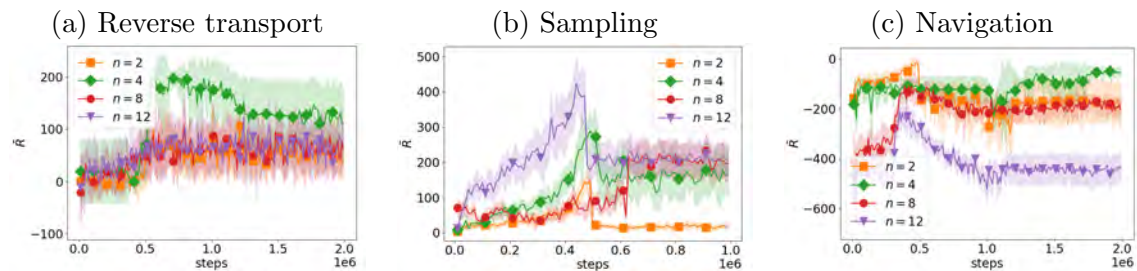 (a) Reverse transport
(b) Sampling
(c) Navigation
n = 2
n = 4
n = 8
n = 12
200
100
0
−100
R̄
0.0 0.5 1.0 1.5 2.0
steps
1e6
n = 2
n = 4
n = 8
n = 12
500
400
300
200
100
0
R̄
0.0 0.2 0.4 0.6 0.8 1.0
steps
1e6
n = 2
n = 4
n = 8
n = 12
0
−200
−400
−600
R̄
0.0 0.5 1.0 1.5 2.0
steps
1e6